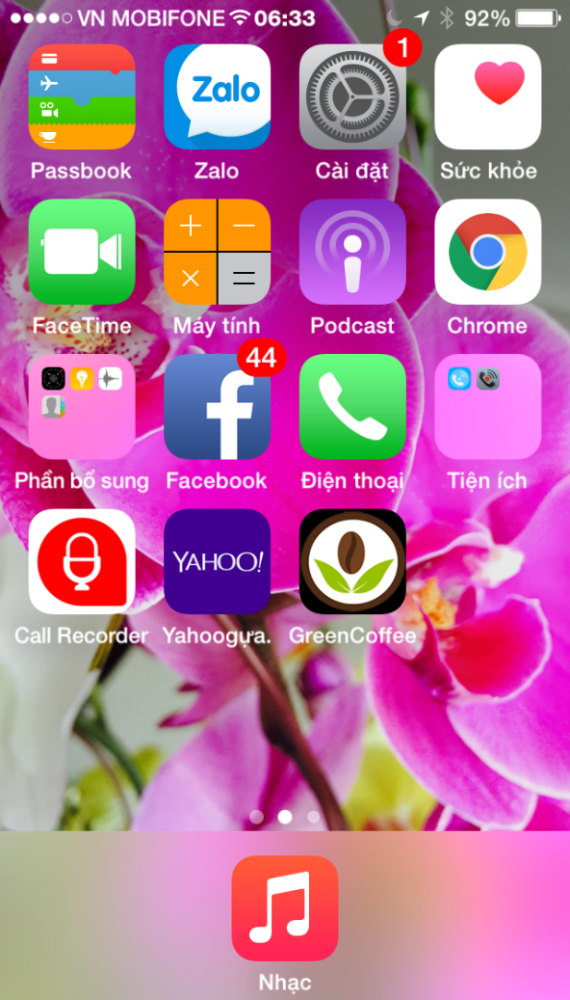 VN MOBIFONE 06:33 92%
1
Zalo
Passbook Zalo Cài đặt Sức khỏe
FaceTime Máy tính Podcast Chrome
44
Phần bổ sung Facebook Điện thoại Tiện ích
YAHOO!
Call Recorder Yahoogựa. GreenCoffee
Nhạc